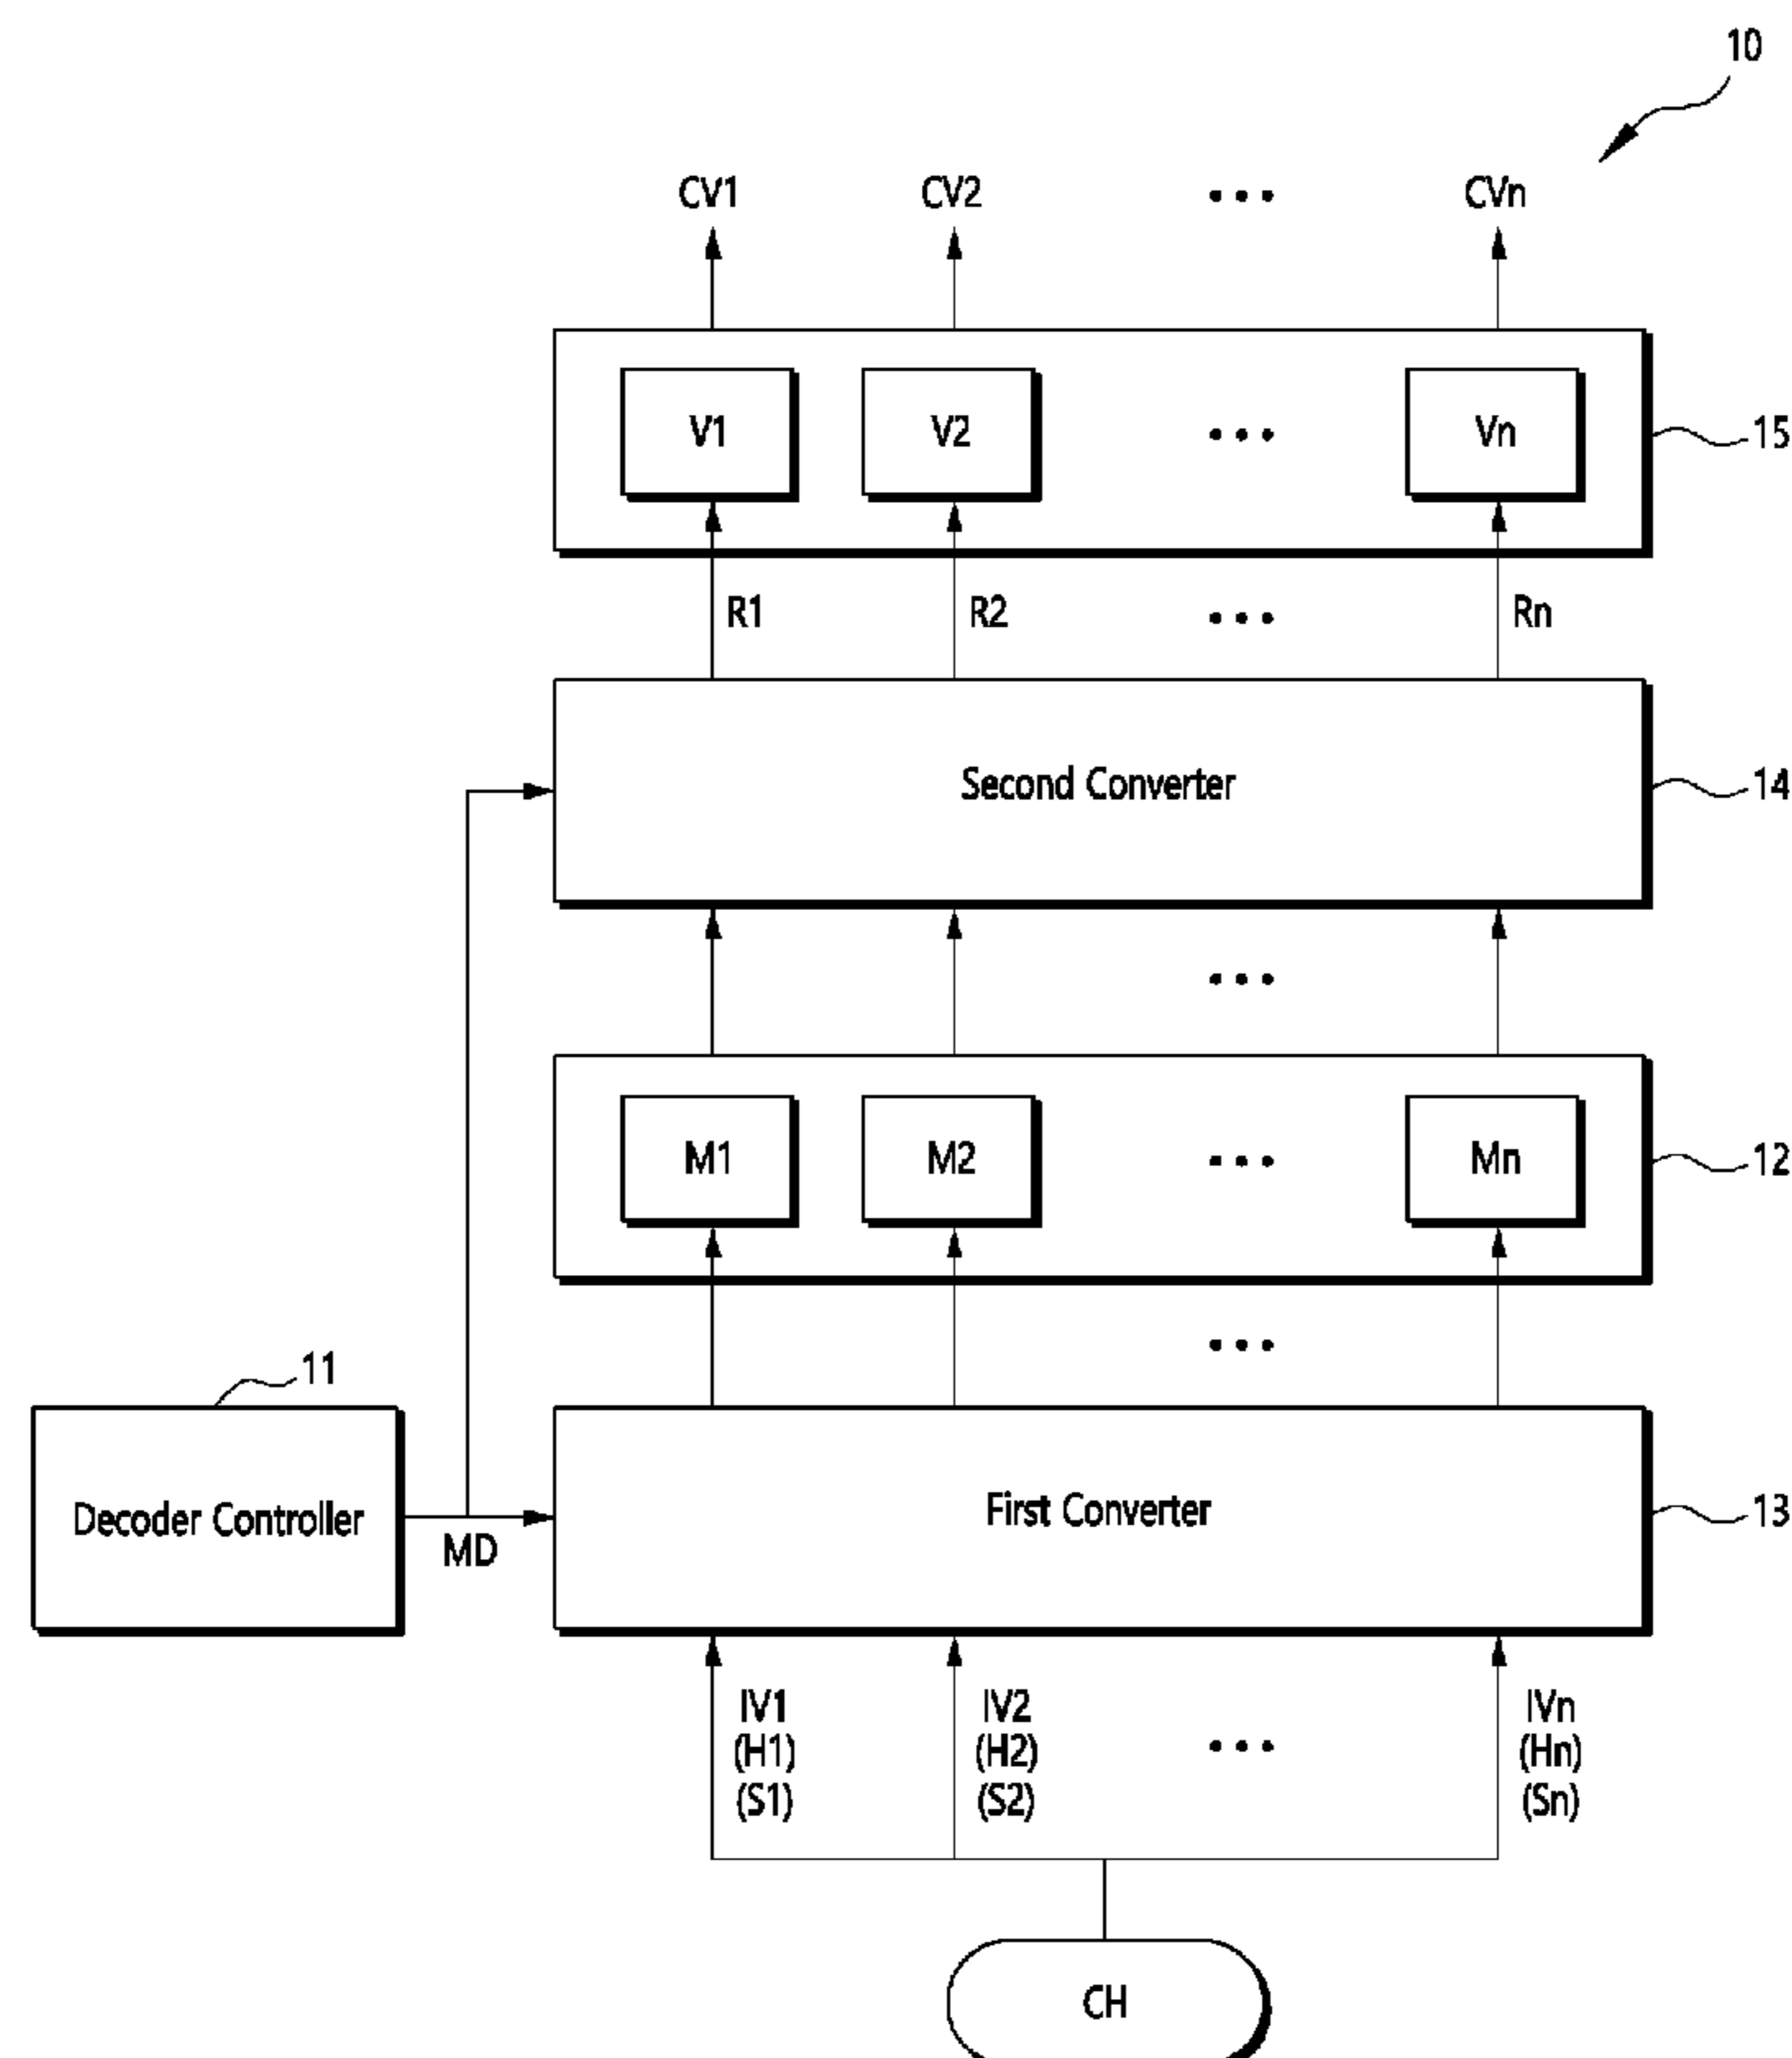 10
CV1 CV2 ••• CVn
V1 V2 ••• Vn 15
R1 R2 ••• Rn
Second Converter 14
•••
M1 M2 ••• Mn 12
•••
11
Decoder Controller First Converter 13
MD
IV1 IV2 IVn
(H1) (H2) ••• (Hn)
(S1) (S2) (Sn)
CH